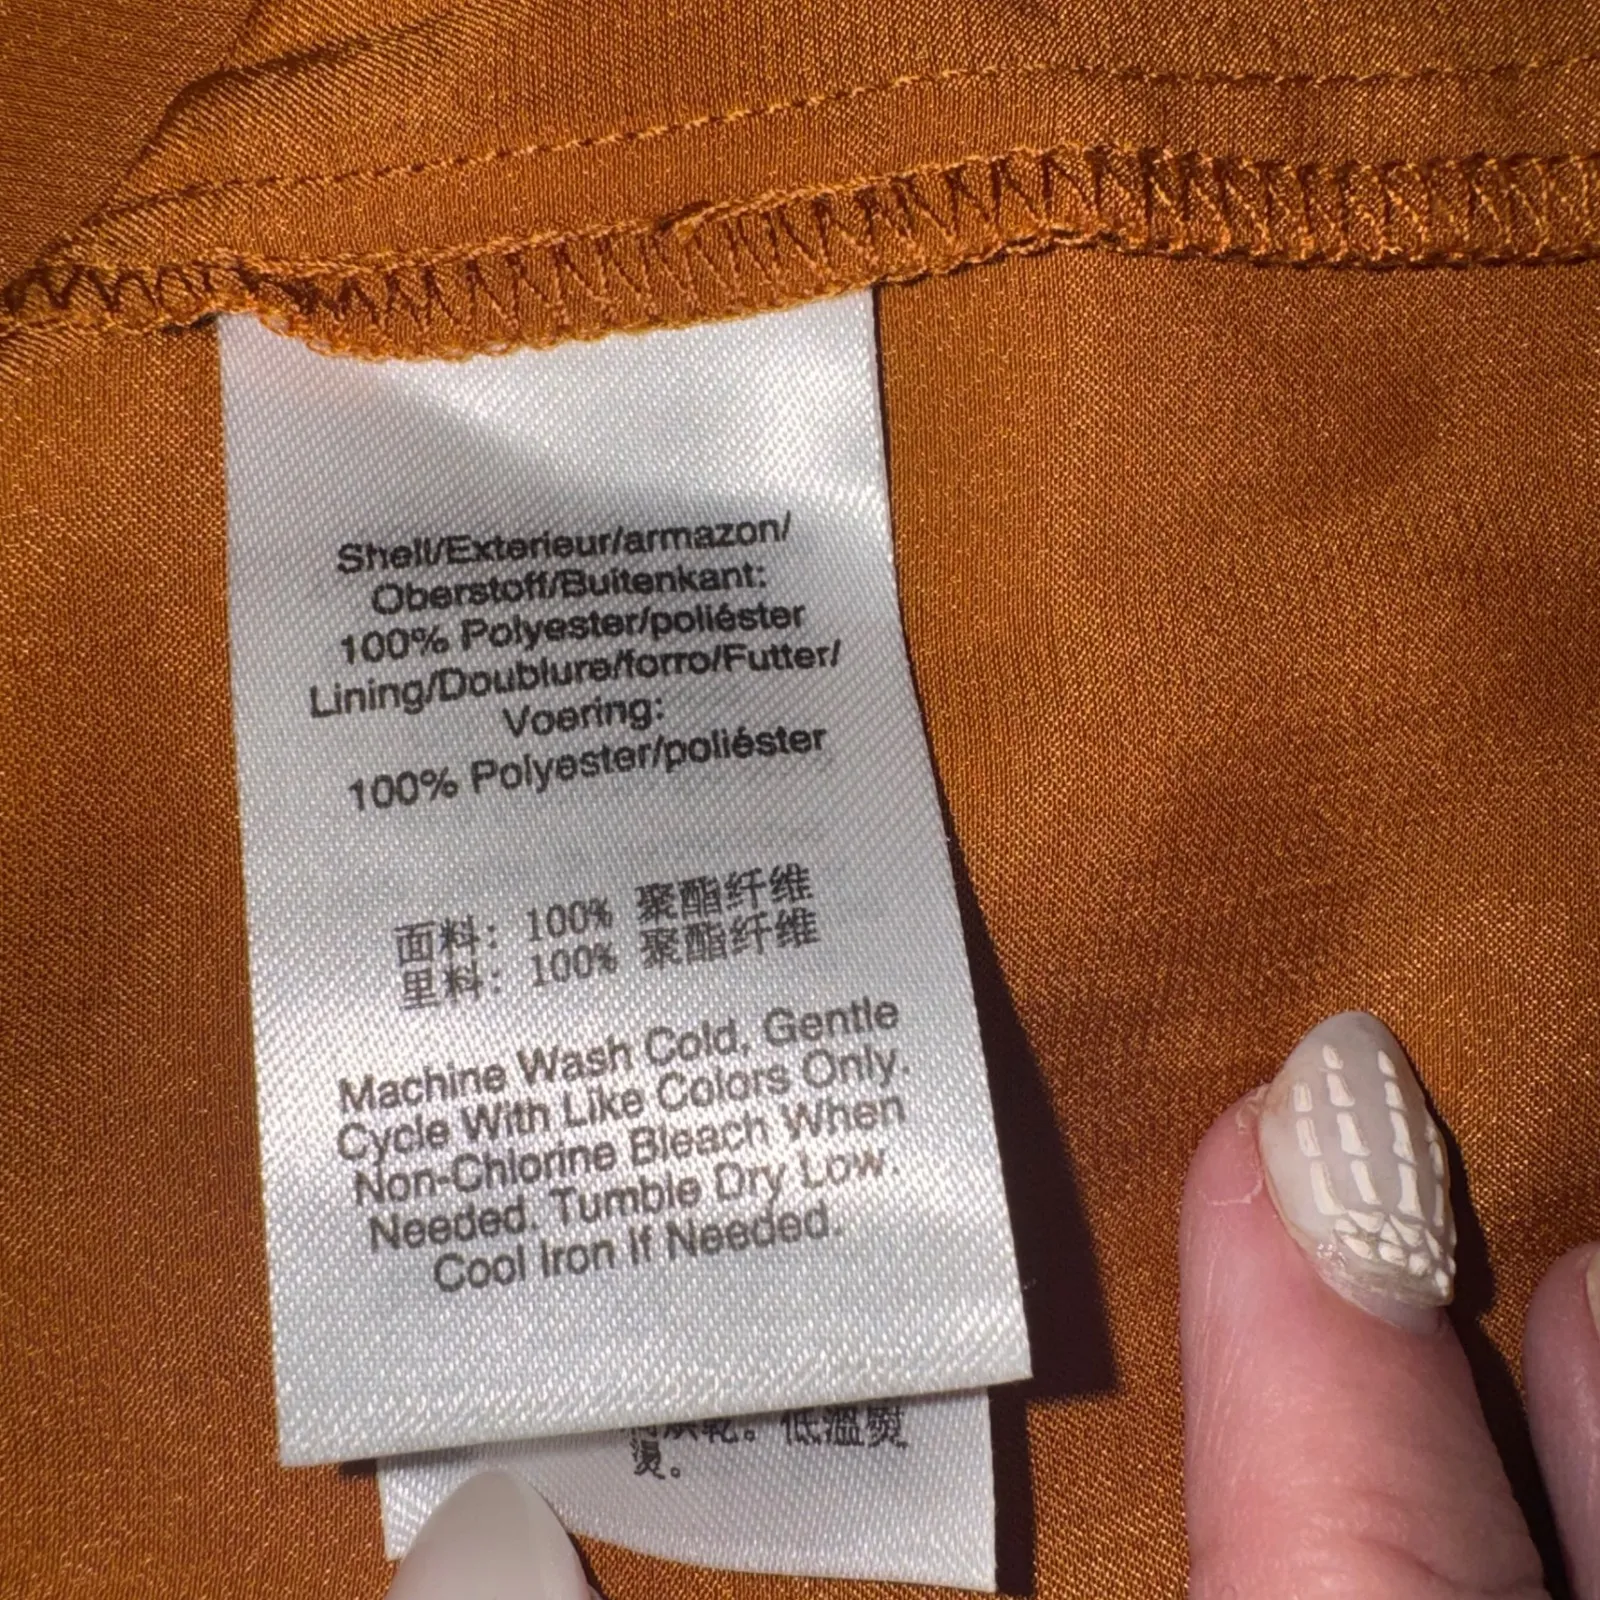 Shell/Exterieur/armazon/
Oberstoff/Buitenkant:
100% Polyester/poliéster
Lining/Doublure/forro/Futter/
Voering:
100% Polyester/poliéster
面料: 100% 聚酯纤维
里料: 100% 聚酯纤维
Machine Wash Cold, Gentle
Cycle With Like Colors Only.
Non-Chlorine Bleach When
Needed. Tumble Dry Low.
Cool Iron If Needed.
乾。低溫熨
燙。